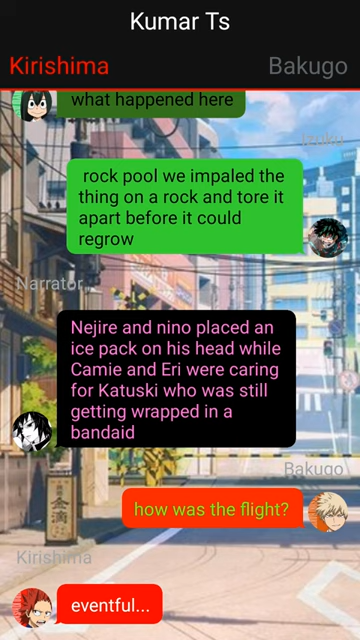 Kumar Ts
Kirishima
Bakugo
what happened here
Izuku
rock pool we impaled the
thing on a rock and tore it
apart before it could
regrow
Narrator
Nejire and nino placed an
ice pack on his head while
Camie and Eri were caring
for Katuski who was still
getting wrapped in a
bandaid
Bakugo
how was the flight?
Kirishima
eventful...